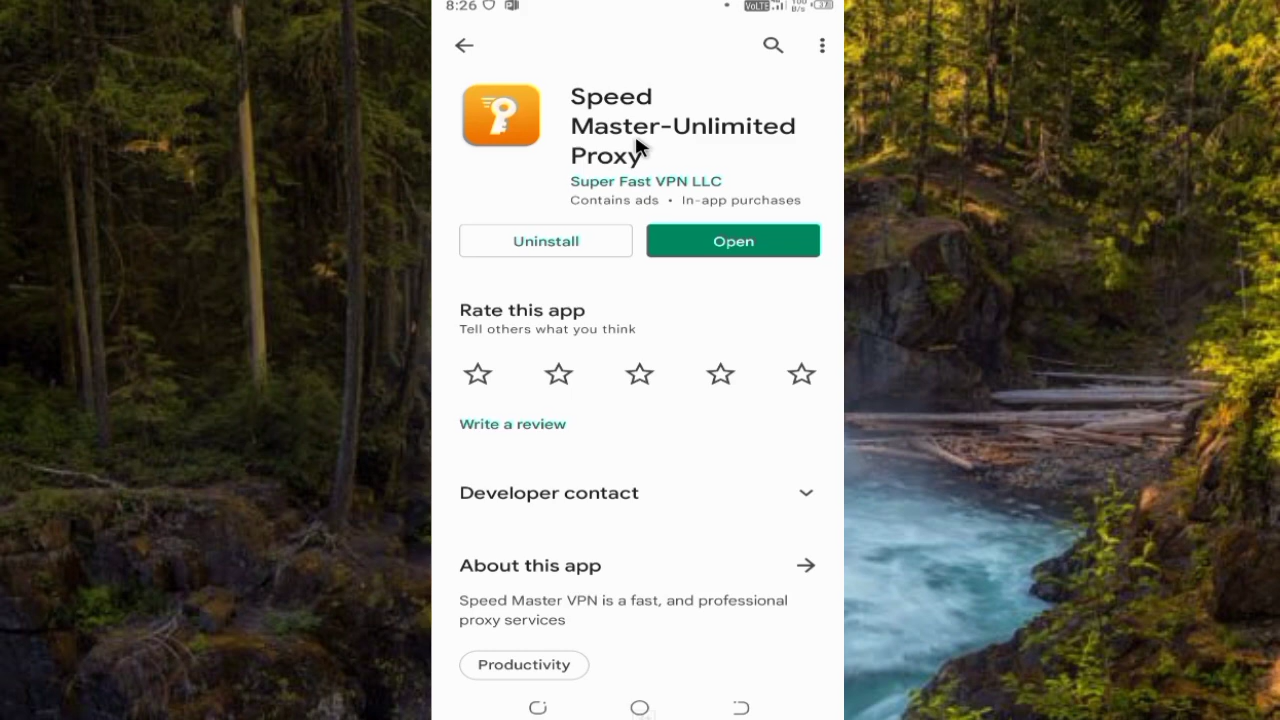 8:26
VoLTE
Speed
Master-Unlimited
Proxy
Super Fast VPN LLC
Contains ads • In-app purchases
Uninstall
Open
Rate this app
Tell others what you think
Write a review
Developer contact
About this app
Speed Master VPN is a fast, and professional
proxy services
Productivity